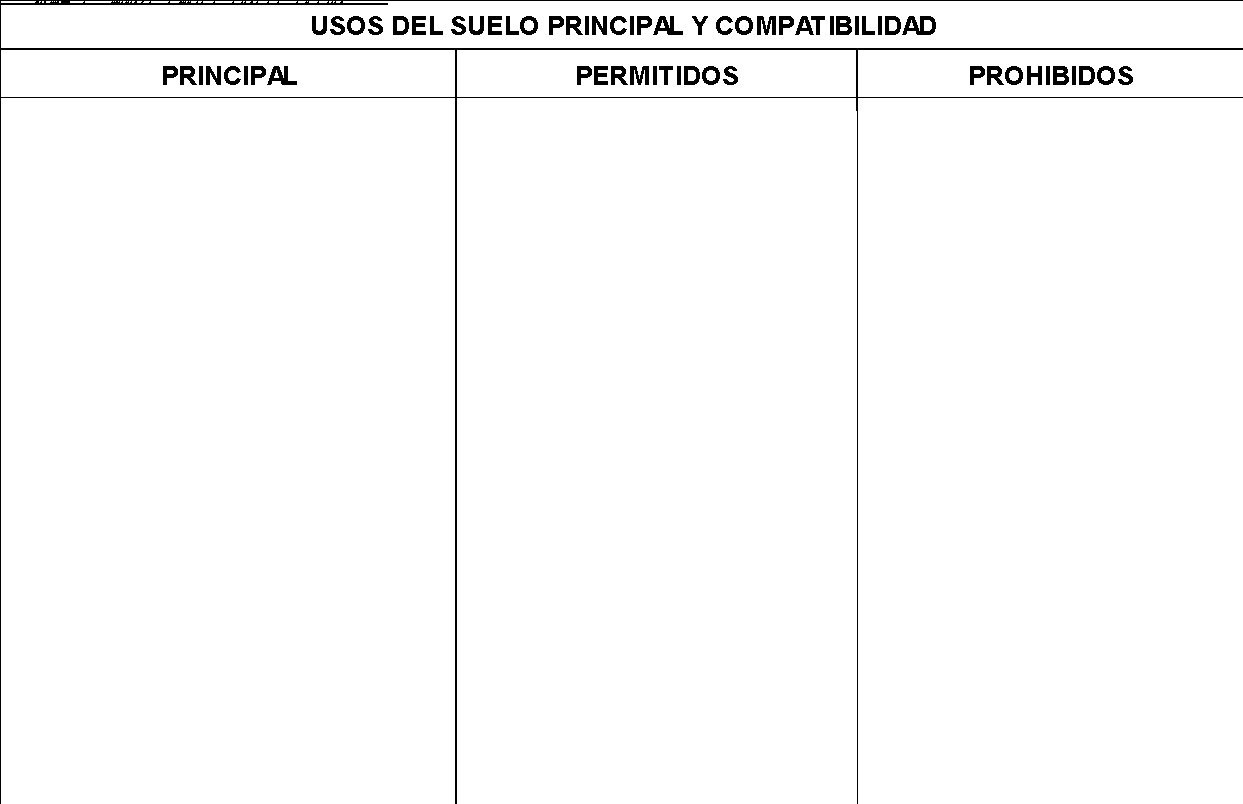 USOS DEL SUELO PRINCIPAL Y COMPATIBILIDAD
PRINCIPAL PERMITIDOS PROHIBIDOS